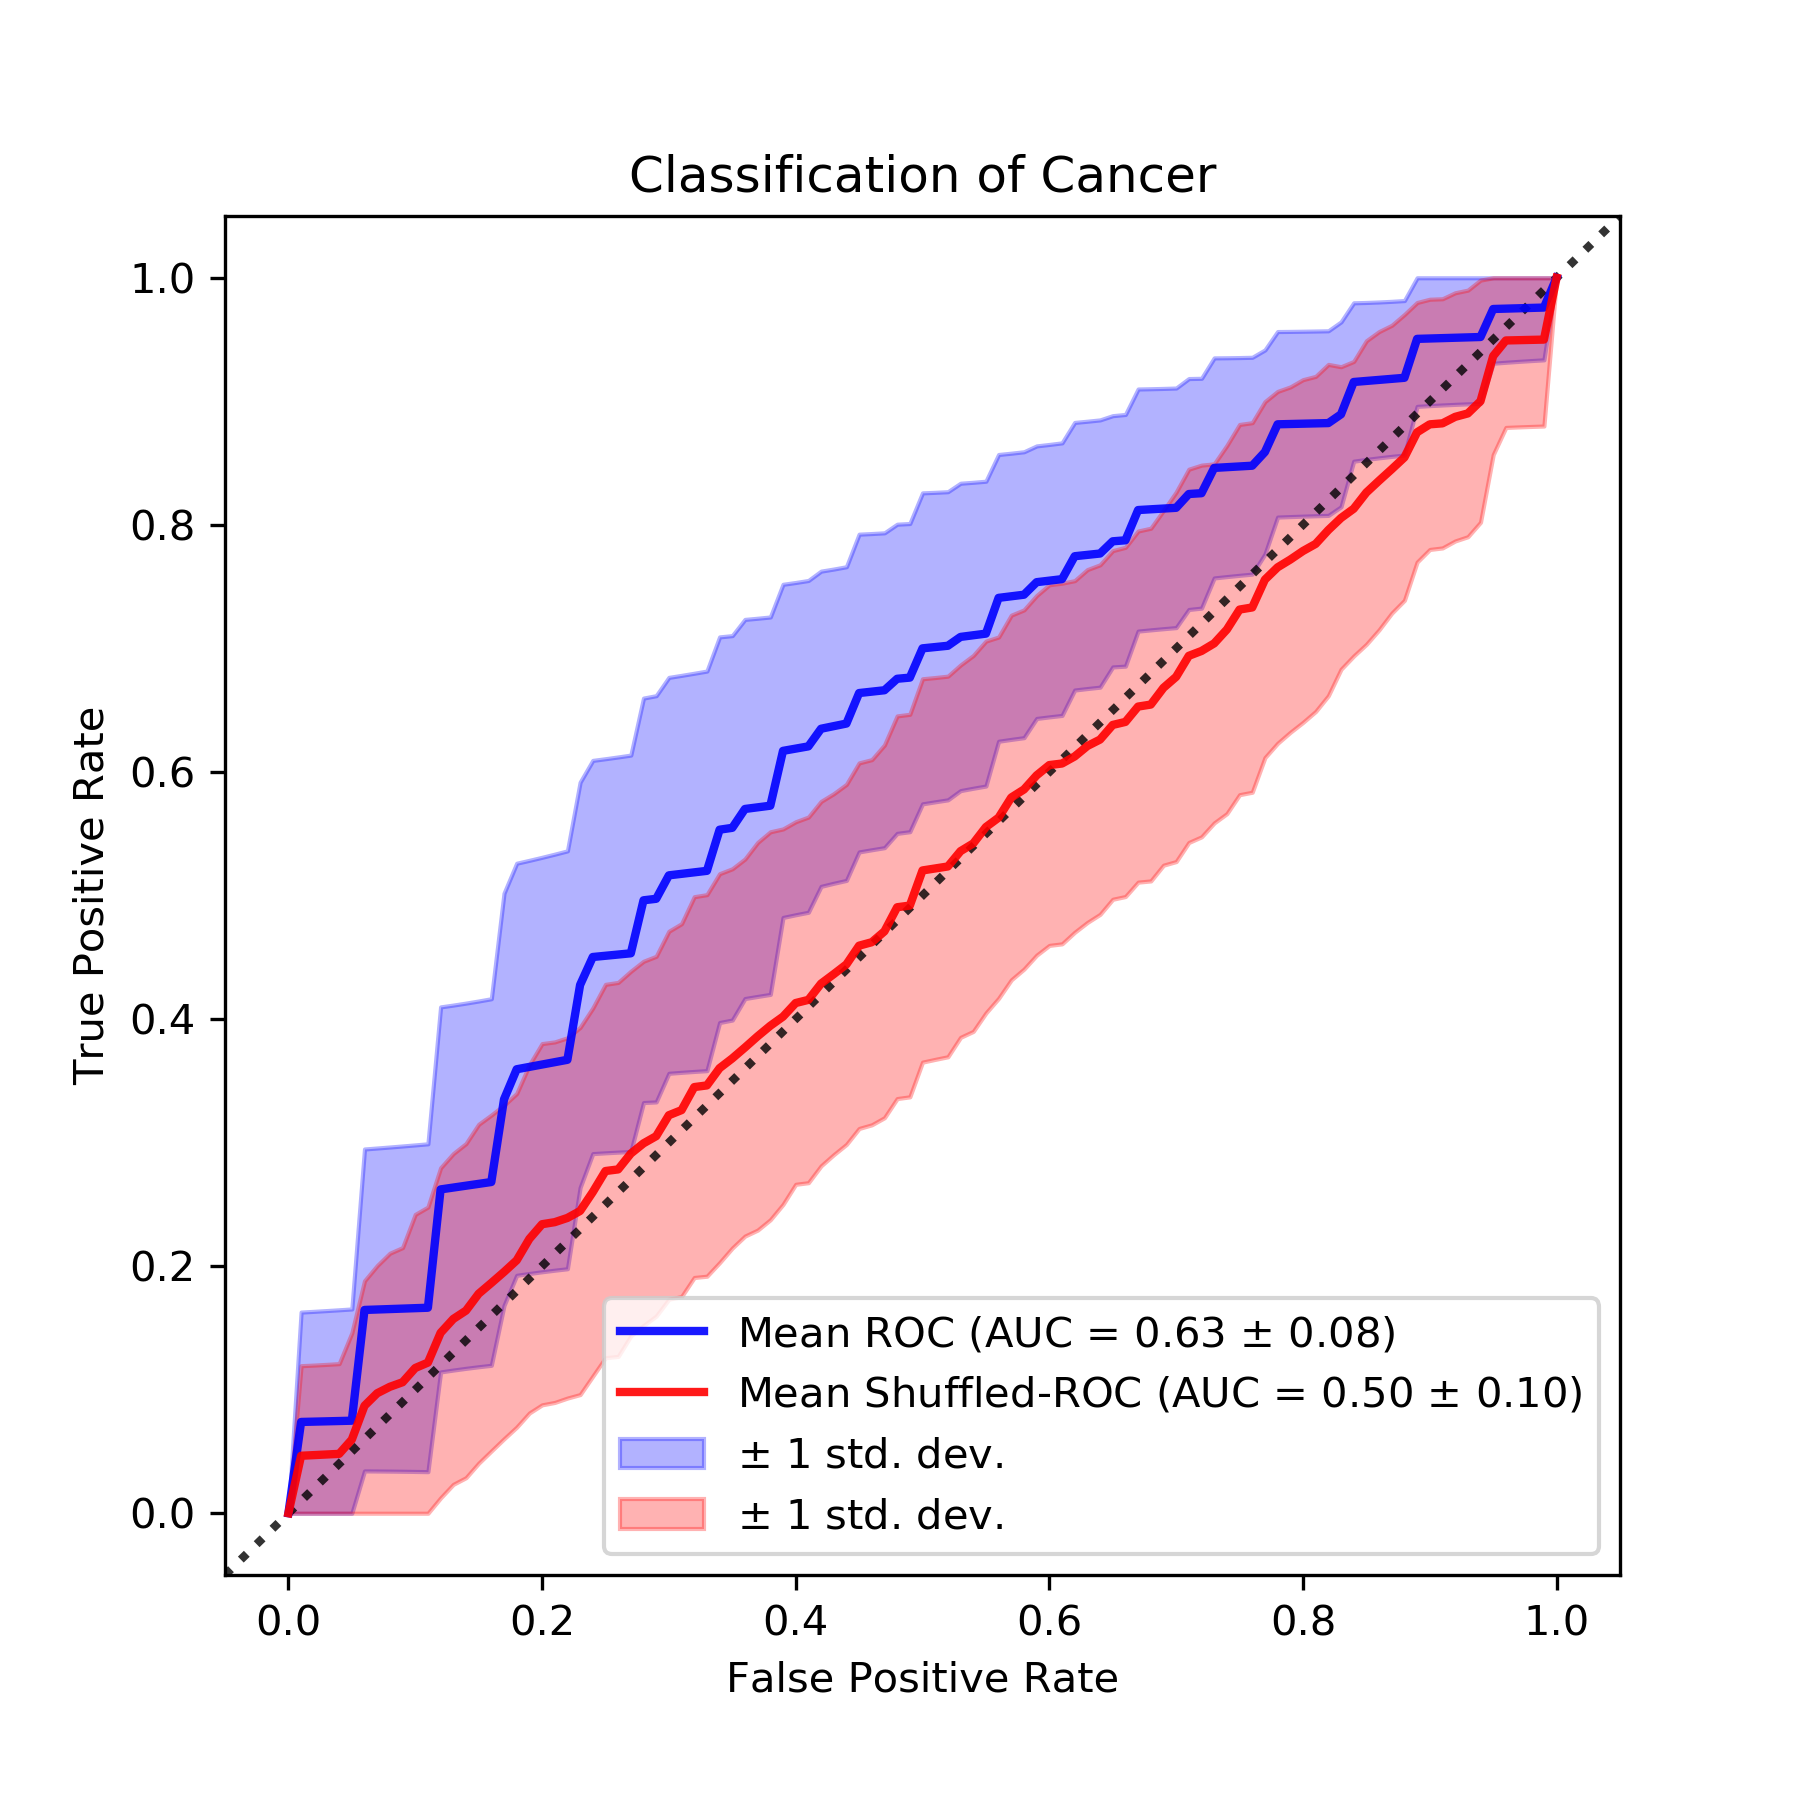 Classification of Cancer
True Positive Rate
1.0
0.8
0.6
0.4
0.2
0.0
Mean ROC (AUC = 0.63 ± 0.08)
Mean Shuffled-ROC (AUC = 0.50 ± 0.10)
± 1 std. dev.
± 1 std. dev.
0.0 0.2 0.4 0.6 0.8 1.0
False Positive Rate